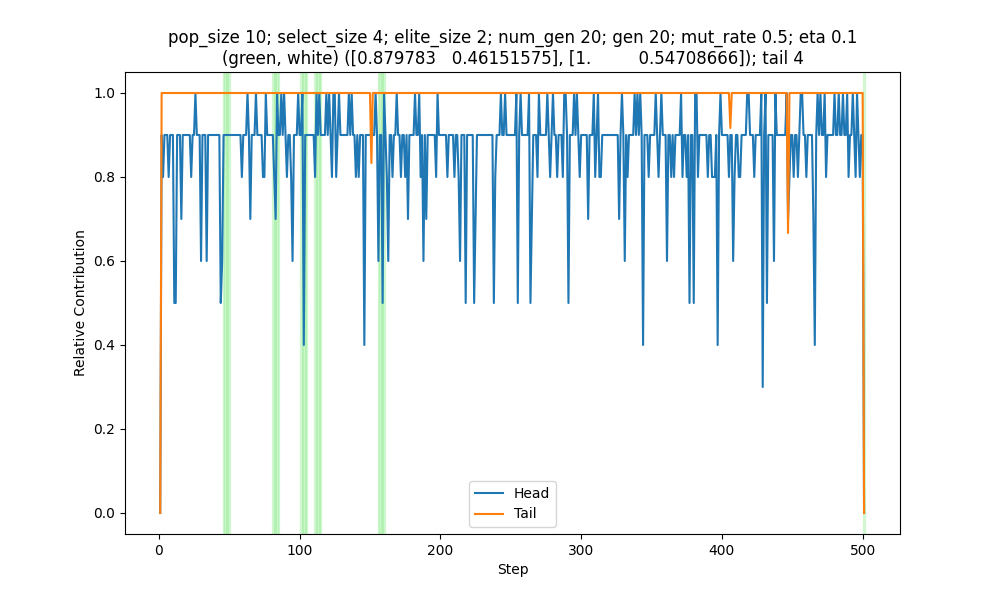 pop_size 10; select_size 4; elite_size 2; num_gen 20; gen 20; mut_rate 0.5; eta 0.1
(green, white) ([0.879783   0.46151575], [1.         0.54708666]); tail 4
1.0
0.8
0.6
0.4
0.2
0.0
Relative Contribution
Head
Tail
0
100
200
300
400
500
Step